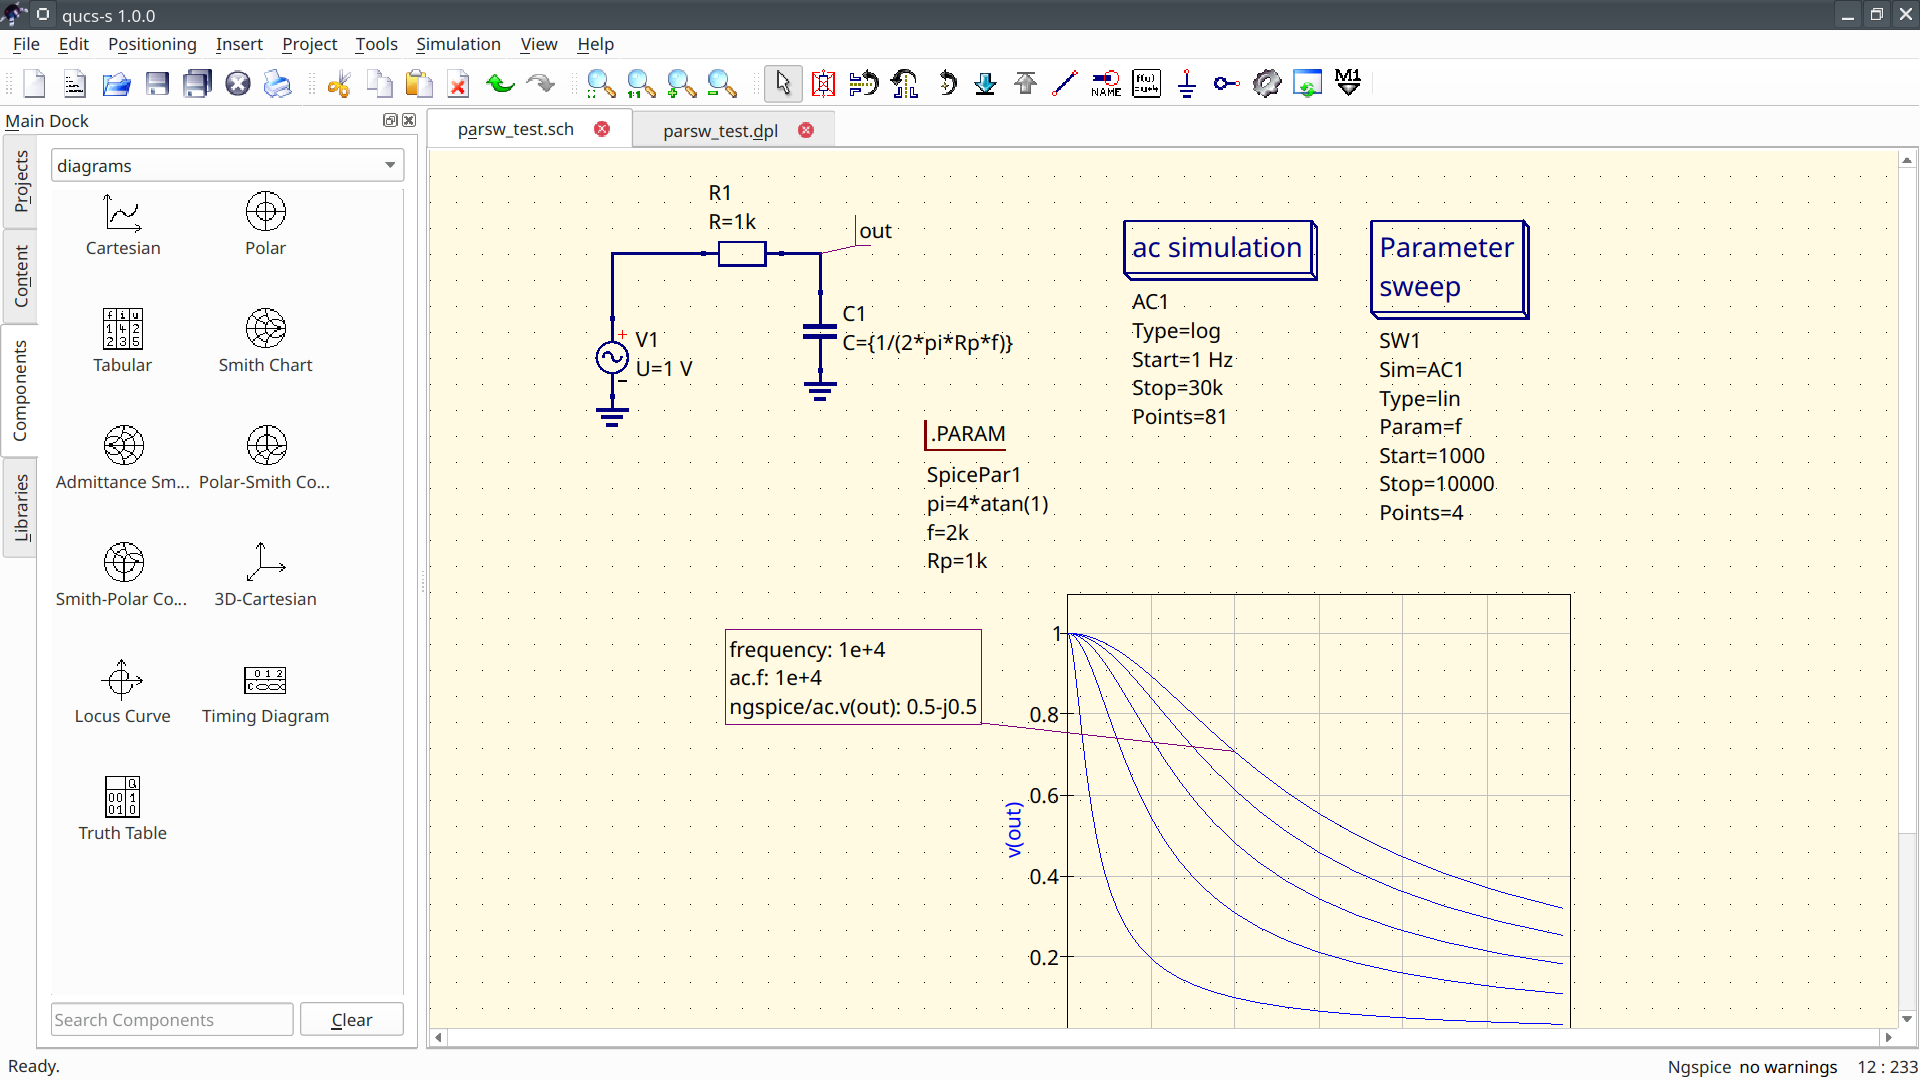 qucs-s 1.0.0
File Edit Positioning Insert Project Tools Simulation View Help
1:1
NAME
f(u)
=u+4
M1
Main Dock
parsw_test.sch
parsw_test.dpl
Projects
Content
Components
Libraries
diagrams
Cartesian
Polar
Tabular
Smith Chart
Admittance Sm...
Polar-Smith Co...
Smith-Polar Co...
3D-Cartesian
Locus Curve
Timing Diagram
Truth Table
Search Components
Clear
R1
R=1k
out
V1
U=1 V
C1
C={1/(2*pi*Rp*f)}
.PARAM
SpicePar1
pi=4*atan(1)
f=2k
Rp=1k
ac simulation
AC1
Type=log
Start=1 Hz
Stop=30k
Points=81
Parameter
sweep
SW1
Sim=AC1
Type=lin
Param=f
Start=1000
Stop=10000
Points=4
frequency: 1e+4
ac.f: 1e+4
ngspice/ac.v(out): 0.5-j0.5
1
0.8
0.6
0.4
0.2
v(out)
Ready.
Ngspice no warnings 12 : 233